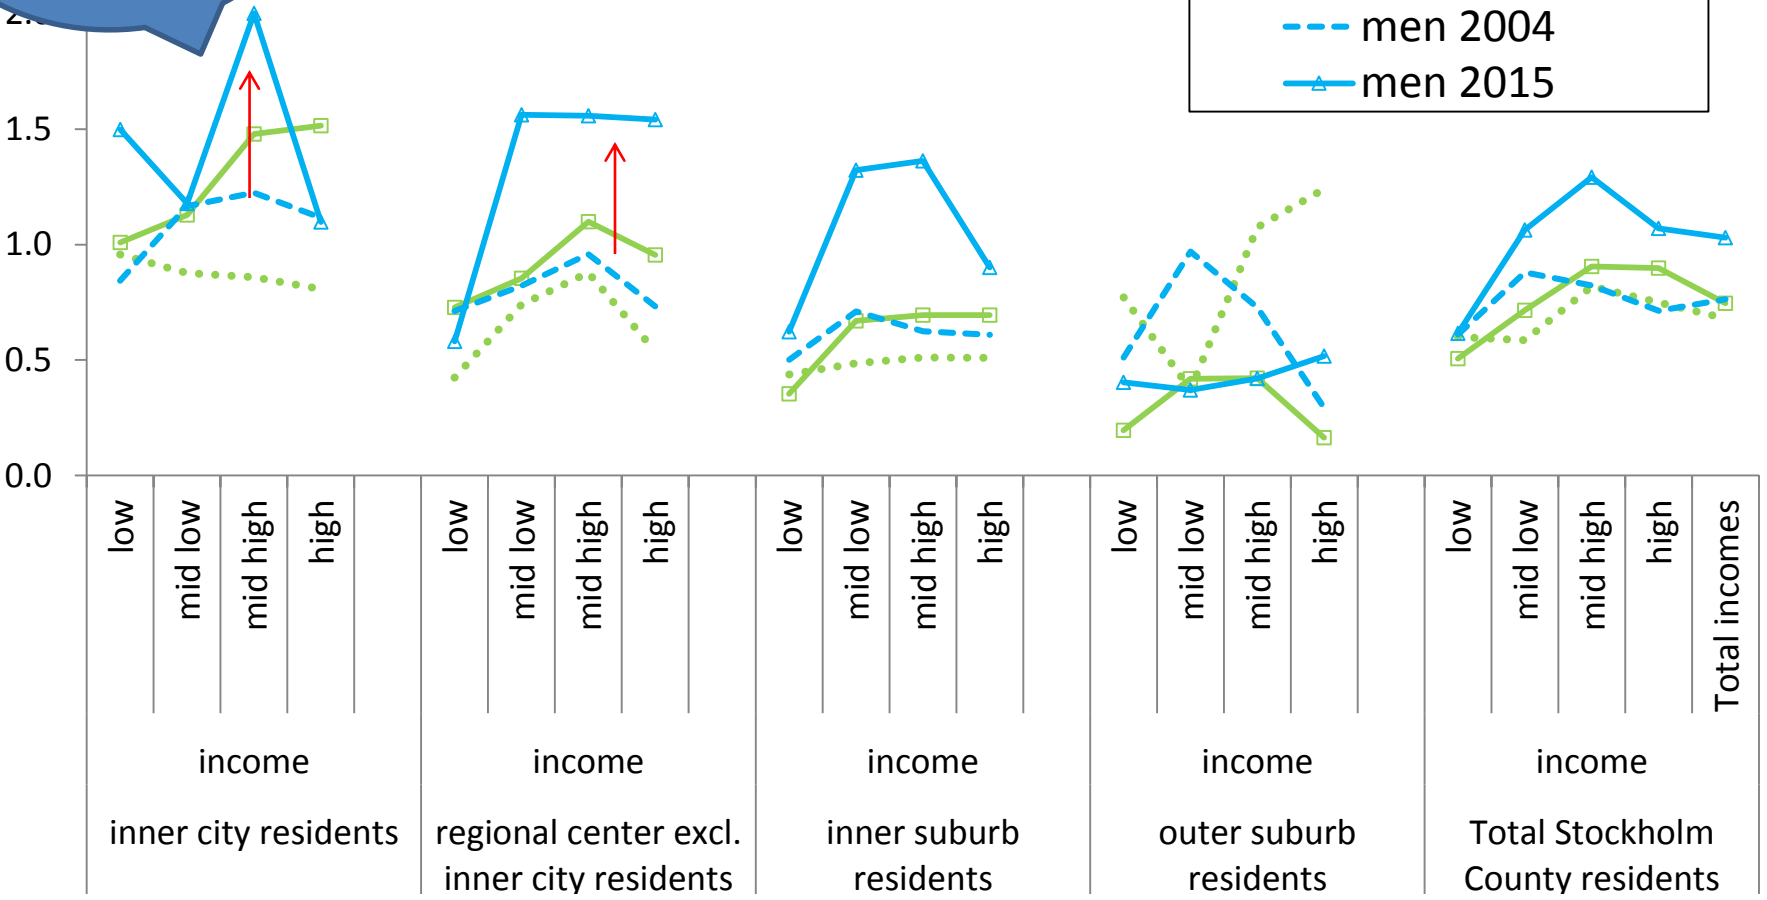 men 2004
men 2015
1.5
1.0
0.5
0.0
low
mid low
mid high
high
low
mid low
mid high
high
low
mid low
mid high
high
low
mid low
mid high
high
low
mid low
mid high
high
Total incomes
income
income
income
income
income
inner city residents
regional center excl.
inner city residents
inner suburb
residents
outer suburb
residents
Total Stockholm
County residents